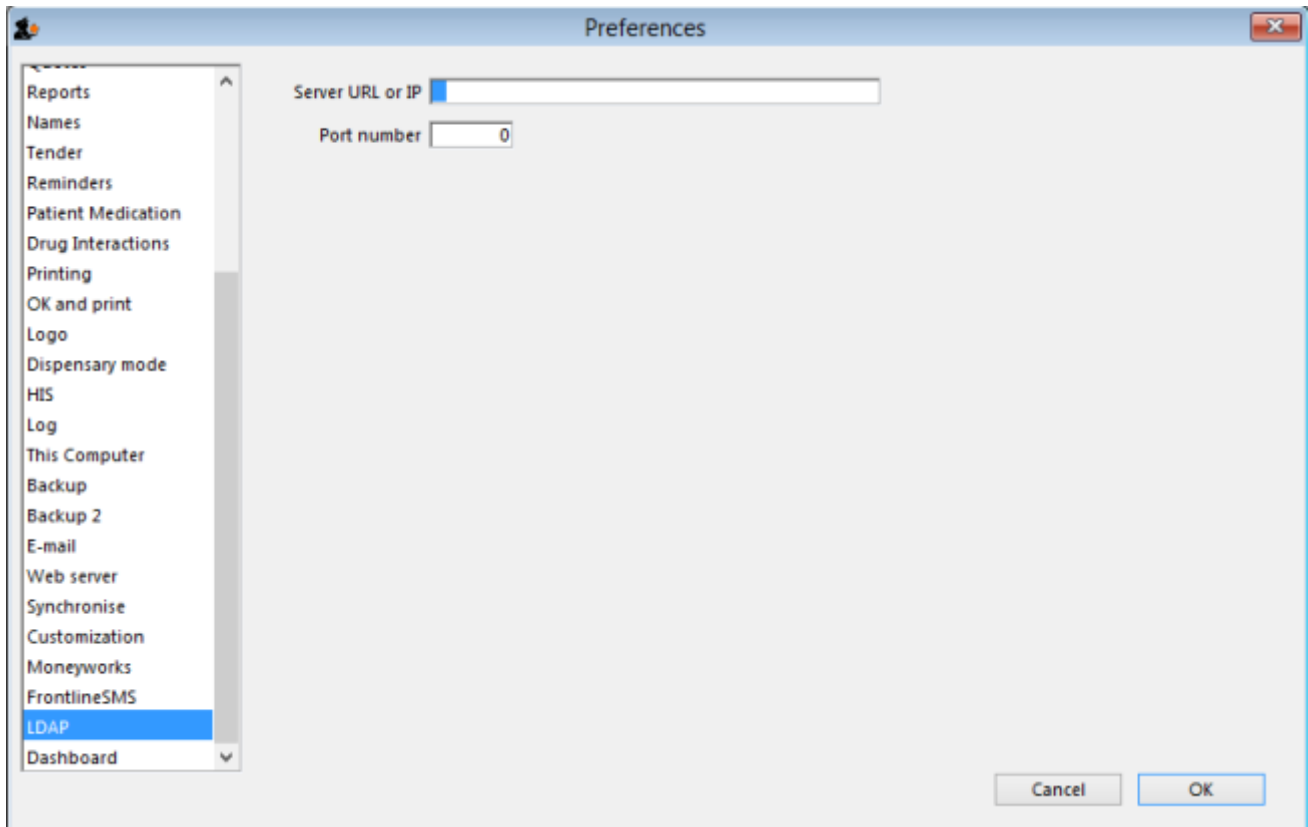 Preferences
Server URL or IP
Port number 0
Reports
Names
Tender
Reminders
Patient Medication
Drug Interactions
Printing
OK and print
Logo
Dispensary mode
HIS
Log
This Computer
Backup
Backup 2
E-mail
Web server
Synchronise
Customization
Moneyworks
FrontlineSMS
LDAP
Dashboard
Cancel OK